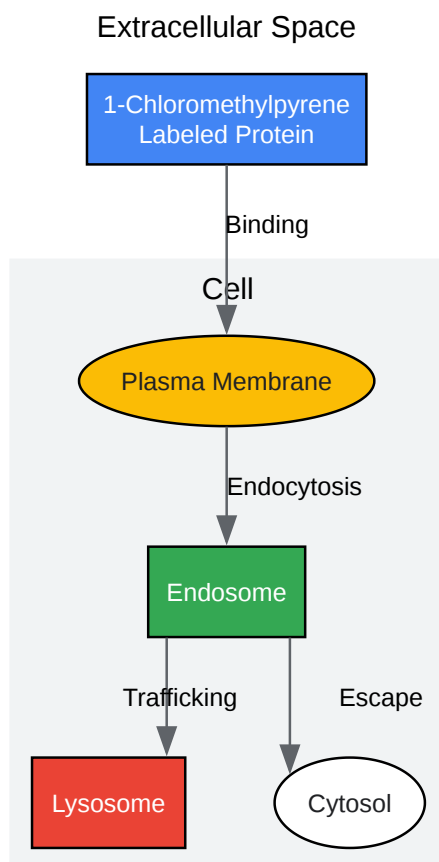 Extracellular Space
1-Chloromethylpyrene
Labeled Protein
Binding
Cell
Plasma Membrane
Endocytosis
Endosome
Trafficking
Escape
Lysosome
Cytosol